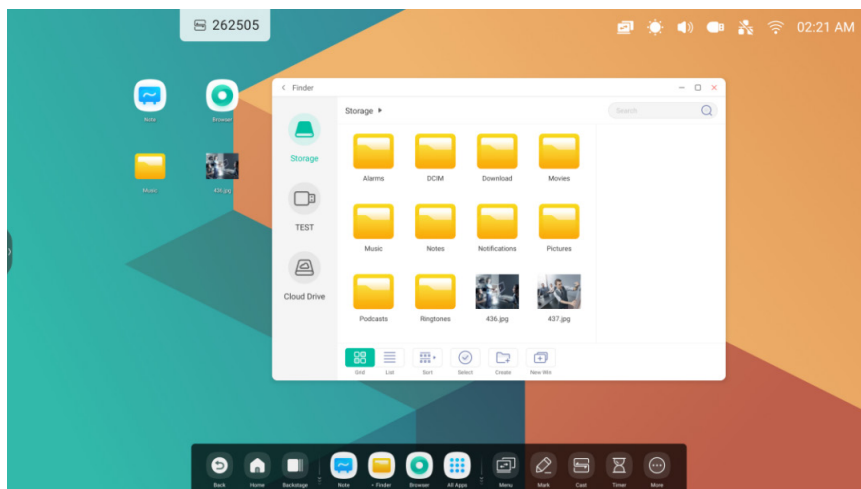 262505
02:21 AM
Note
Browser
Music
436.jpg
Finder
Storage
Search
Storage
TEST
Cloud Drive
Alarms
DCIM
Download
Movies
Music
Notes
Notifications
Pictures
Podcasts
Ringtones
436.jpg
437.jpg
Grid
List
Sort
Select
Create
New Win
Back
Home
Backstage
Note
• Finder
Browser
All Apps
Menu
Mark
Cast
Timer
More